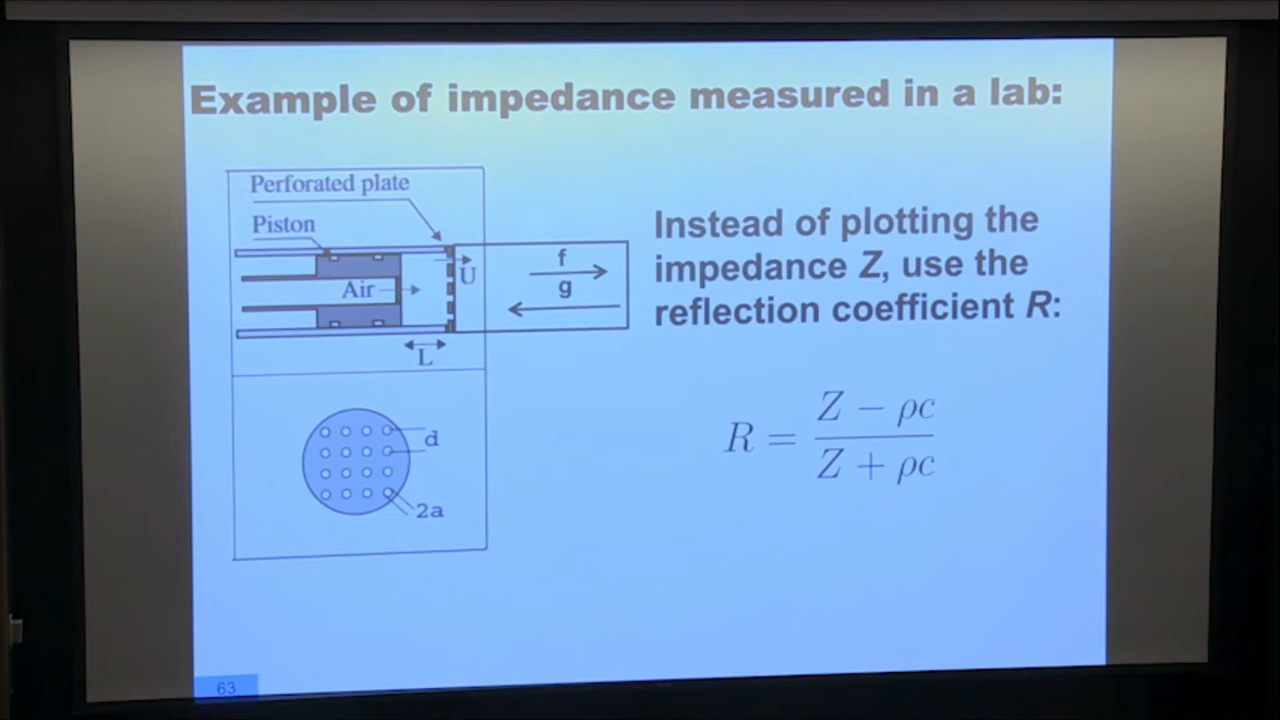 Example of impedance measured in a lab:
Perforated plate
Piston
Air
U
f
g
L
d
2a
Instead of plotting the
impedance Z, use the
reflection coefficient R:
R = \frac{Z - ρc}{Z + ρc}
63